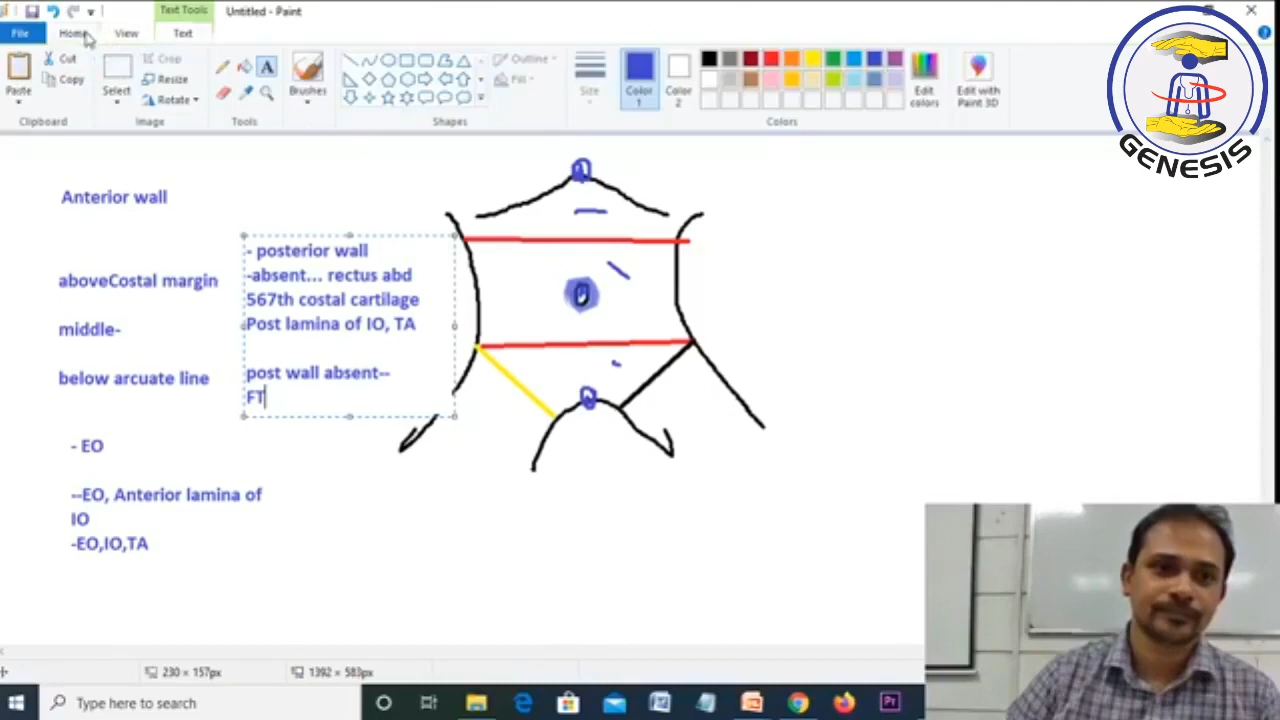 Text Tools
Untitled - Paint
File
Home
View
Text
Paste
Cut
Copy
Clipboard
Select
Crop
Resize
Rotate
Image
A
Tools
Brushes
Outline
Fill
Shapes
Size
Color
1
Color
2
Edit
colors
Edit with
Paint 3D
Colors
GENESIS
Anterior wall
aboveCostal margin
middle-
below arcuate line
- posterior wall
-absent... rectus abd
567th costal cartilage
Post lamina of IO, TA
post wall absent--
FT
- EO
--EO, Anterior lamina of
IO
-EO,IO,TA
230 × 157px
1392 × 583px
Type here to search